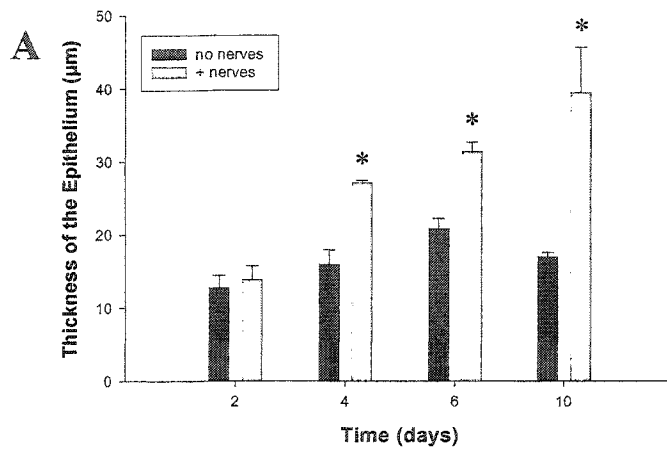 A
Thickness of the Epithelium (µm)
50
40
30
20
10
0
no nerves
+ nerves
*
*
*
2
4
6
10
Time (days)